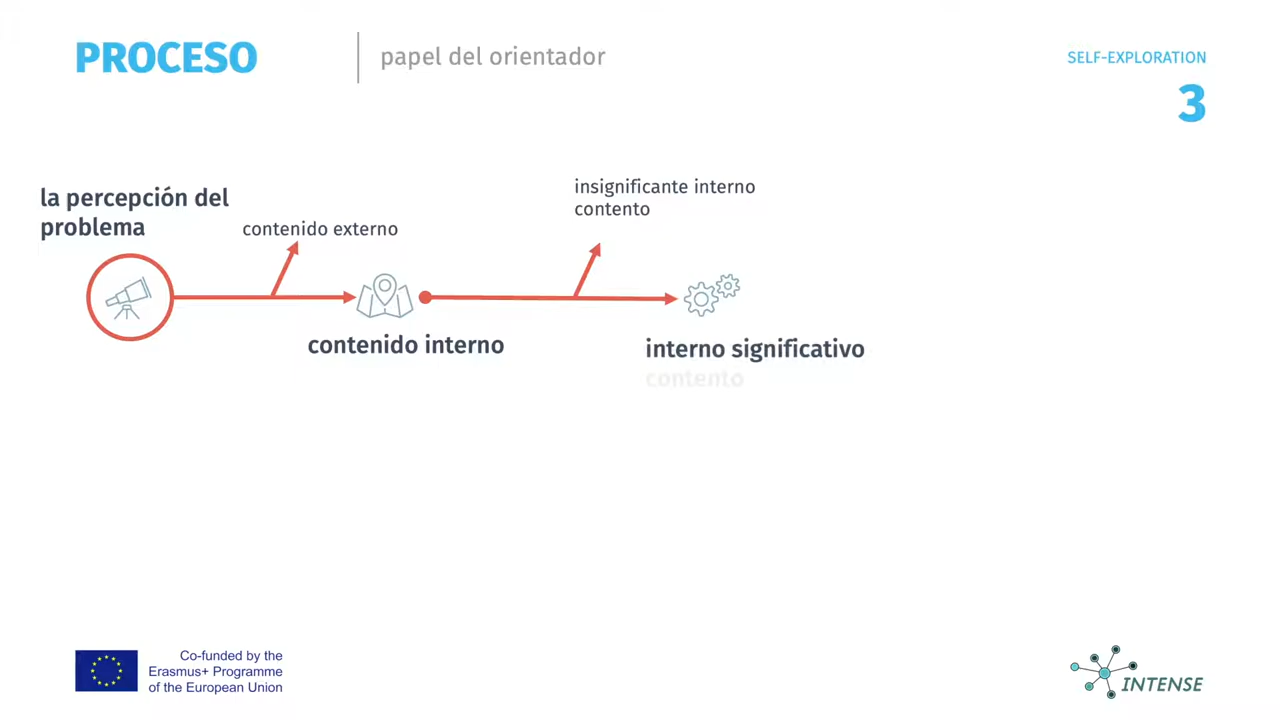 PROCESO
papel del orientador
SELF-EXPLORATION
3
la percepción del
problema
contenido externo
insignificante interno
contento
contenido interno
interno significativo
contento
Co-funded by the
Erasmus+ Programme
of the European Union
INTENSE